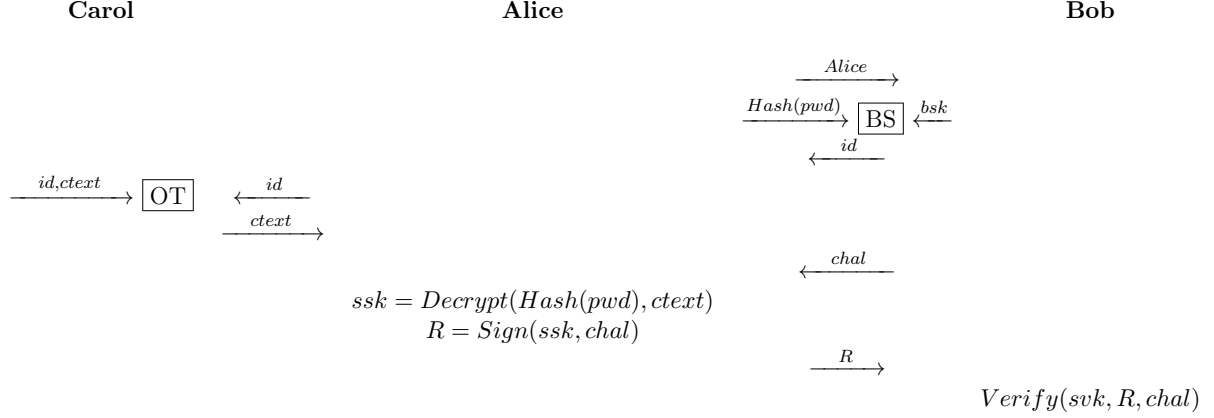 Carol Alice Bob
Alice
Hash(pwd) BS bsk
id
id,ctext OT id
ctext
chal
ssk = Decrypt(Hash(pwd), ctext)
R = Sign(ssk, chal)
R
Verify(svk, R, chal)